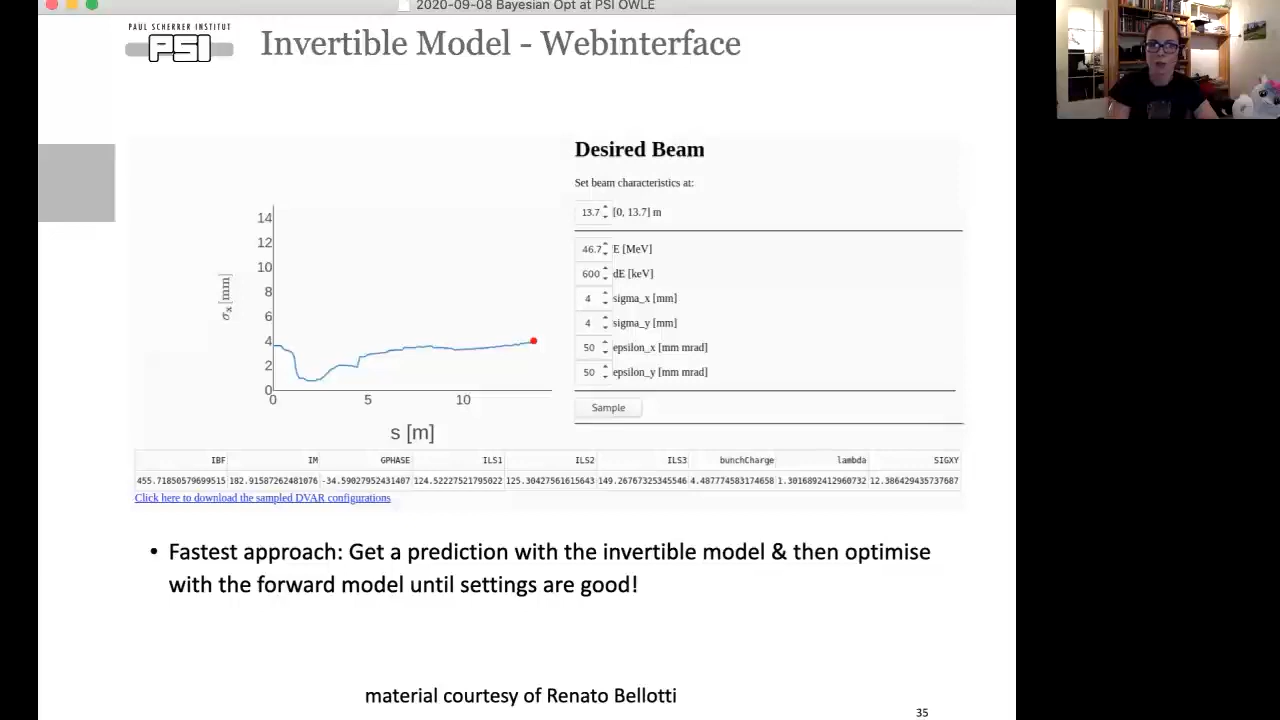 2020-09-08 Bayesian Opt at PSI OWLE
PAUL SCHERRER INSTITUT
PSI
Invertible Model - Webinterface
Desired Beam
Set beam characteristics at:
13.7 [0, 13.7] m
46.7 E [MeV]
600 dE [keV]
4 sigma_x [mm]
4 sigma_y [mm]
50 epsilon_x [mm mrad]
50 epsilon_y [mm mrad]
Sample
14
12
10
8
6
4
2
0
σx [mm]
0 5 10
s [m]
IBF IM GPHASE ILS1 ILS2 ILS3 bunchCharge lambda SIGXY
455.71850579699515 182.91587262481076 -34.59027952431407 124.52227521795022 125.30427561615643 149.26767325345546 4.487774583174658 1.3016892412960732 12.386429435737687
Click here to download the sampled DVAR configurations
• Fastest approach: Get a prediction with the invertible model & then optimise
with the forward model until settings are good!
material courtesy of Renato Bellotti
35